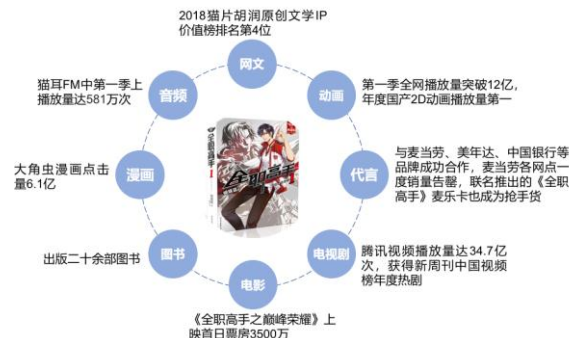 2018猫片胡润原创文学IP
价值榜排名第4位
网文
动画
第一季全网播放量突破12亿，
年度国产2D动画播放量第一
代言
与麦当劳、美年达、中国银行等
品牌成功合作，麦当劳各网点一
度销量告罄，联名推出的《全职
高手》麦乐卡也成为抢手货
电视剧
腾讯视频播放量达34.7亿
次，获得新周刊中国视频
榜年度热剧
电影
《全职高手之巅峰荣耀》上
映首日票房3500万
图书
出版二十余部图书
漫画
大角虫漫画点击
量6.1亿
音频
猫耳FM中第一季上
播放量达581万次
全职高手
全职高手